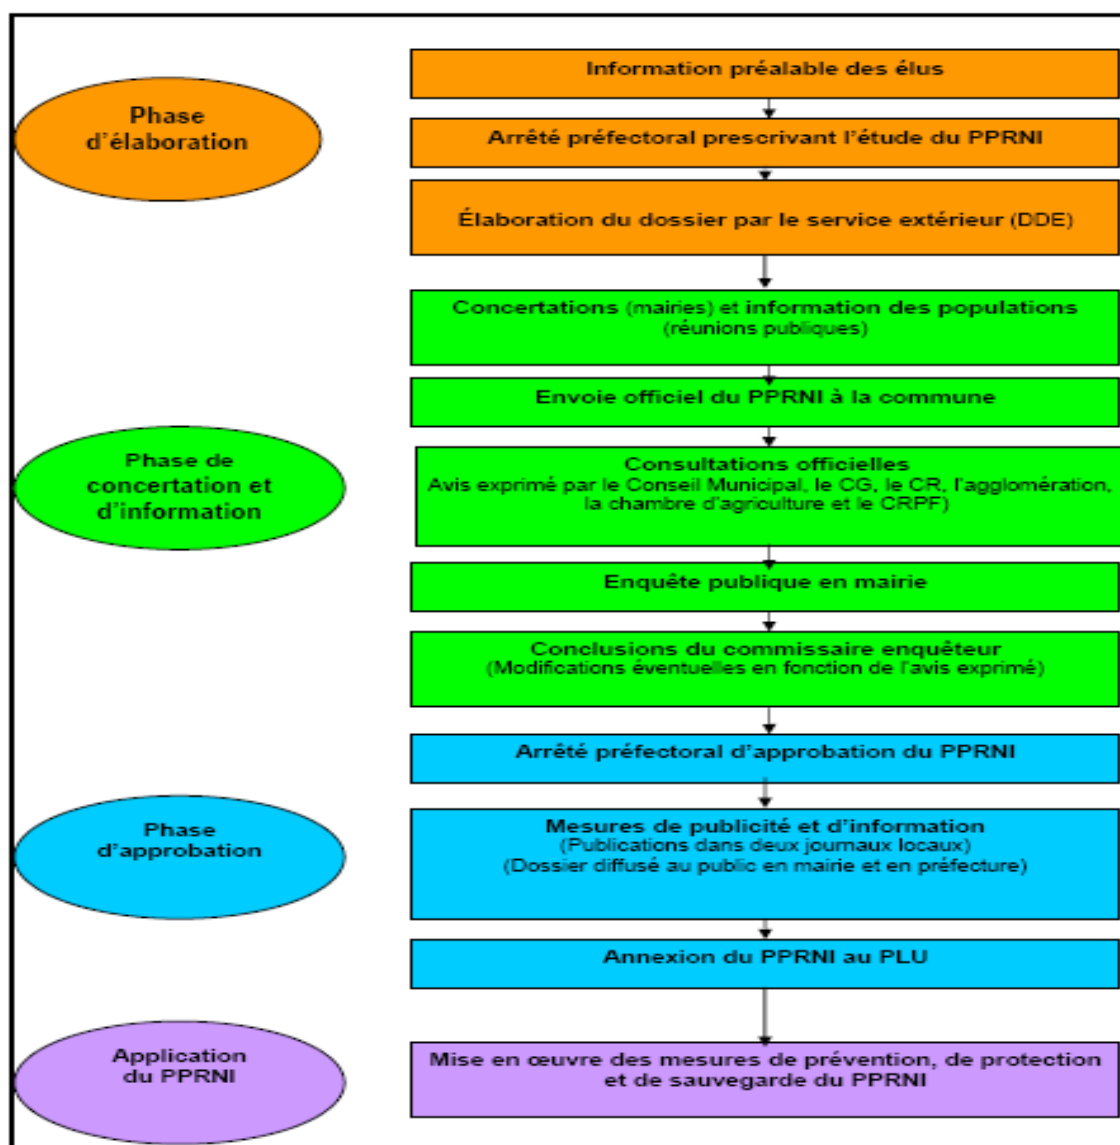 Phase
d'élaboration
Information préalable des élus
Arrêté préfectoral prescrivant l'étude du PPRNI
Élaboration du dossier par le service extérieur (DDE)
Phase de
concertation et
d'information
Concertations (mairies) et information des populations
(réunions publiques)
Envoie officiel du PPRNI à la commune
Consultations officielles
Avis exprimé par le Conseil Municipal, le CG, le CR, l'agglomération,
la chambre d'agriculture et le CRPF)
Enquête publique en mairie
Conclusions du commissaire enquêteur
(Modifications éventuelles en fonction de l'avis exprimé)
Phase
d'approbation
Arrêté préfectoral d'approbation du PPRNI
Mesures de publicité et d'information
(Publications dans deux journaux locaux)
(Dossier diffusé au public en mairie et en préfecture)
Annexion du PPRNI au PLU
Application
du PPRNI
Mise en œuvre des mesures de prévention, de protection
et de sauvegarde du PPRNI